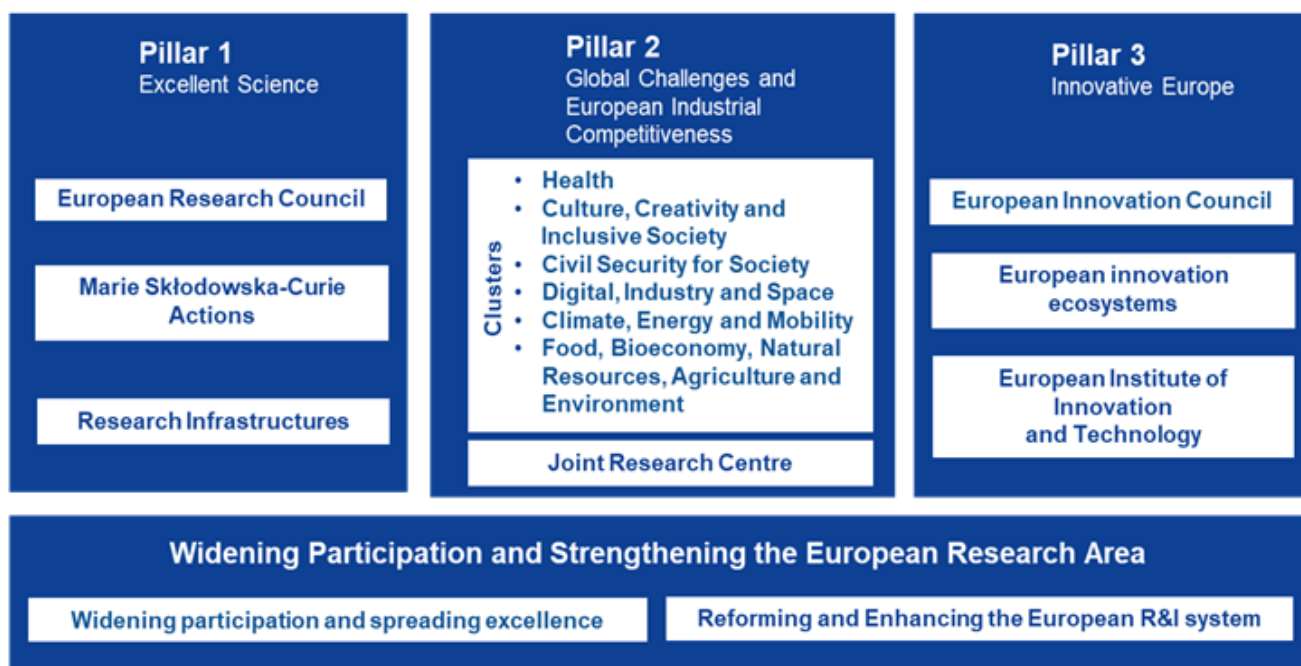 Pillar 1
Excellent Science
European Research Council
Marie Skłodowska-Curie
Actions
Research Infrastructures
Pillar 2
Global Challenges and
European Industrial
Competitiveness
Clusters
• Health
• Culture, Creativity and
Inclusive Society
• Civil Security for Society
• Digital, Industry and Space
• Climate, Energy and Mobility
• Food, Bioeconomy, Natural
Resources, Agriculture and
Environment
Joint Research Centre
Pillar 3
Innovative Europe
European Innovation Council
European innovation
ecosystems
European Institute of
Innovation
and Technology
Widening Participation and Strengthening the European Research Area
Widening participation and spreading excellence
Reforming and Enhancing the European R&I system